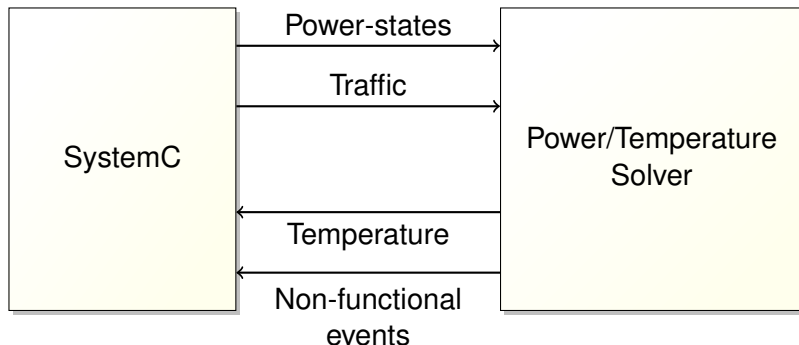 Power-states
Traffic
SystemC
Power/Temperature
Solver
Temperature
Non-functional
events